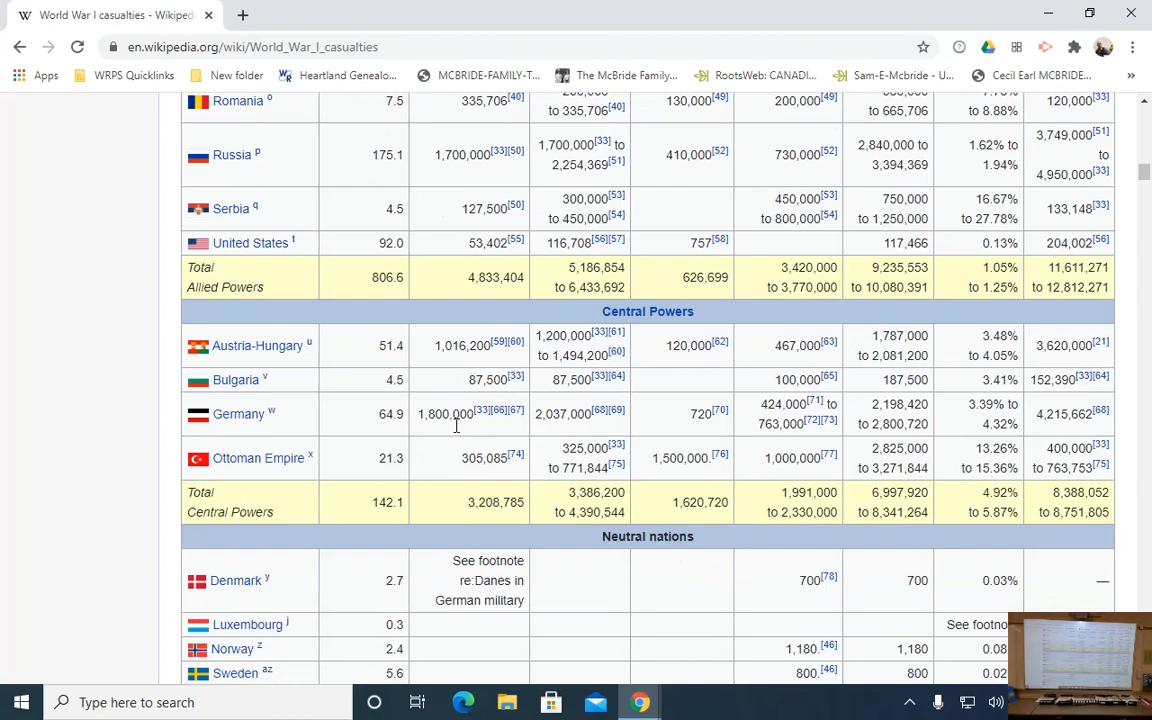 World War I casualties - Wikiped
en.wikipedia.org/wiki/World_War_I_casualties
Apps WRPS Quicklinks New folder Heartland Genealo... MCBRIDE-FAMILY-T... The McBride Family,... RootsWeb: CANADI... Sam-E-Mcbride - U... Cecil Earl MCBRIDE... »
Romania o 7.5 335,706[40] to 335,706[40] 130,000[49] 200,000[49] to 665,706 to 8.88% 120,000[33]
Russia p 175.1 1,700,000[33][50] 1,700,000[33] to 2,254,369[51] 410,000[52] 730,000[52] 2,840,000 to 3,394,369 1.62% to 1.94% 3,749,000[51] to 4,950,000[33]
Serbia q 4.5 127,500[50] 300,000[53] to 450,000[54] 450,000[53] to 800,000[54] 750,000 to 1,250,000 16.67% to 27.78% 133,148[33]
United States t 92.0 53,402[55] 116,708[56][57] 757[58] 117,466 0.13% 204,002[56]
Total Allied Powers 806.6 4,833,404 5,186,854 to 6,433,692 626,699 3,420,000 to 3,770,000 9,235,553 to 10,080,391 1.05% to 1.25% 11,611,271 to 12,812,271
Central Powers
Austria-Hungary u 51.4 1,016,200[59][60] 1,200,000[33][61] to 1,494,200[60] 120,000[62] 467,000[63] 1,787,000 to 2,081,200 3.48% to 4.05% 3,620,000[21]
Bulgaria v 4.5 87,500[33] 87,500[33][64] 100,000[65] 187,500 3.41% 152,390[33][64]
Germany w 64.9 1,800,000[33][66][67] 2,037,000[68][69] 720[70] 424,000[71] to 763,000[72][73] 2,198,420 to 2,800,720 3.39% to 4.32% 4,215,662[68]
Ottoman Empire x 21.3 305,085[74] 325,000[33] to 771,844[75] 1,500,000.[76] 1,000,000[77] 2,825,000 to 3,271,844 13.26% to 15.36% 400,000[33] to 763,753[75]
Total Central Powers 142.1 3,208,785 3,386,200 to 4,390,544 1,620,720 1,991,000 to 2,330,000 6,997,920 to 8,341,264 4.92% to 5.87% 8,388,052 to 8,751,805
Neutral nations
Denmark y 2.7 See footnote re:Danes in German military 700[78] 700 0.03% —
Luxembourg j 0.3 See footno
Norway z 2.4 1,180.[46] 1,180 0.08
Sweden az 5.6 800.[46] 800 0.02
Type here to search